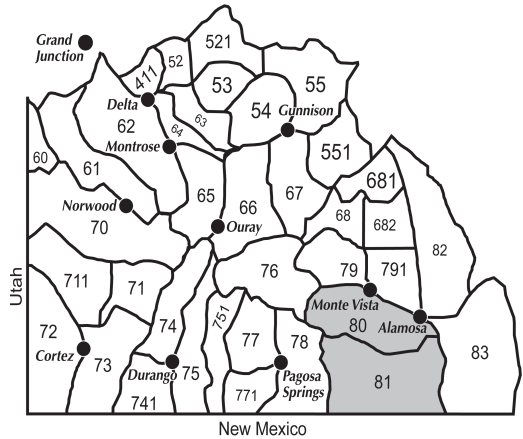 Grand
Junction
521
52
411
53
55
Delta
54
Gunnison
63
62
64
Montrose
551
60
61
681
65
67
Norwood
66
68
682
70
Ouray
82
76
79
791
711
71
Utah
Monte Vista
751
72
74
77
78
80
Alamosa
Cortez
73
Durango
75
Pagosa
Springs
83
81
771
741
New Mexico